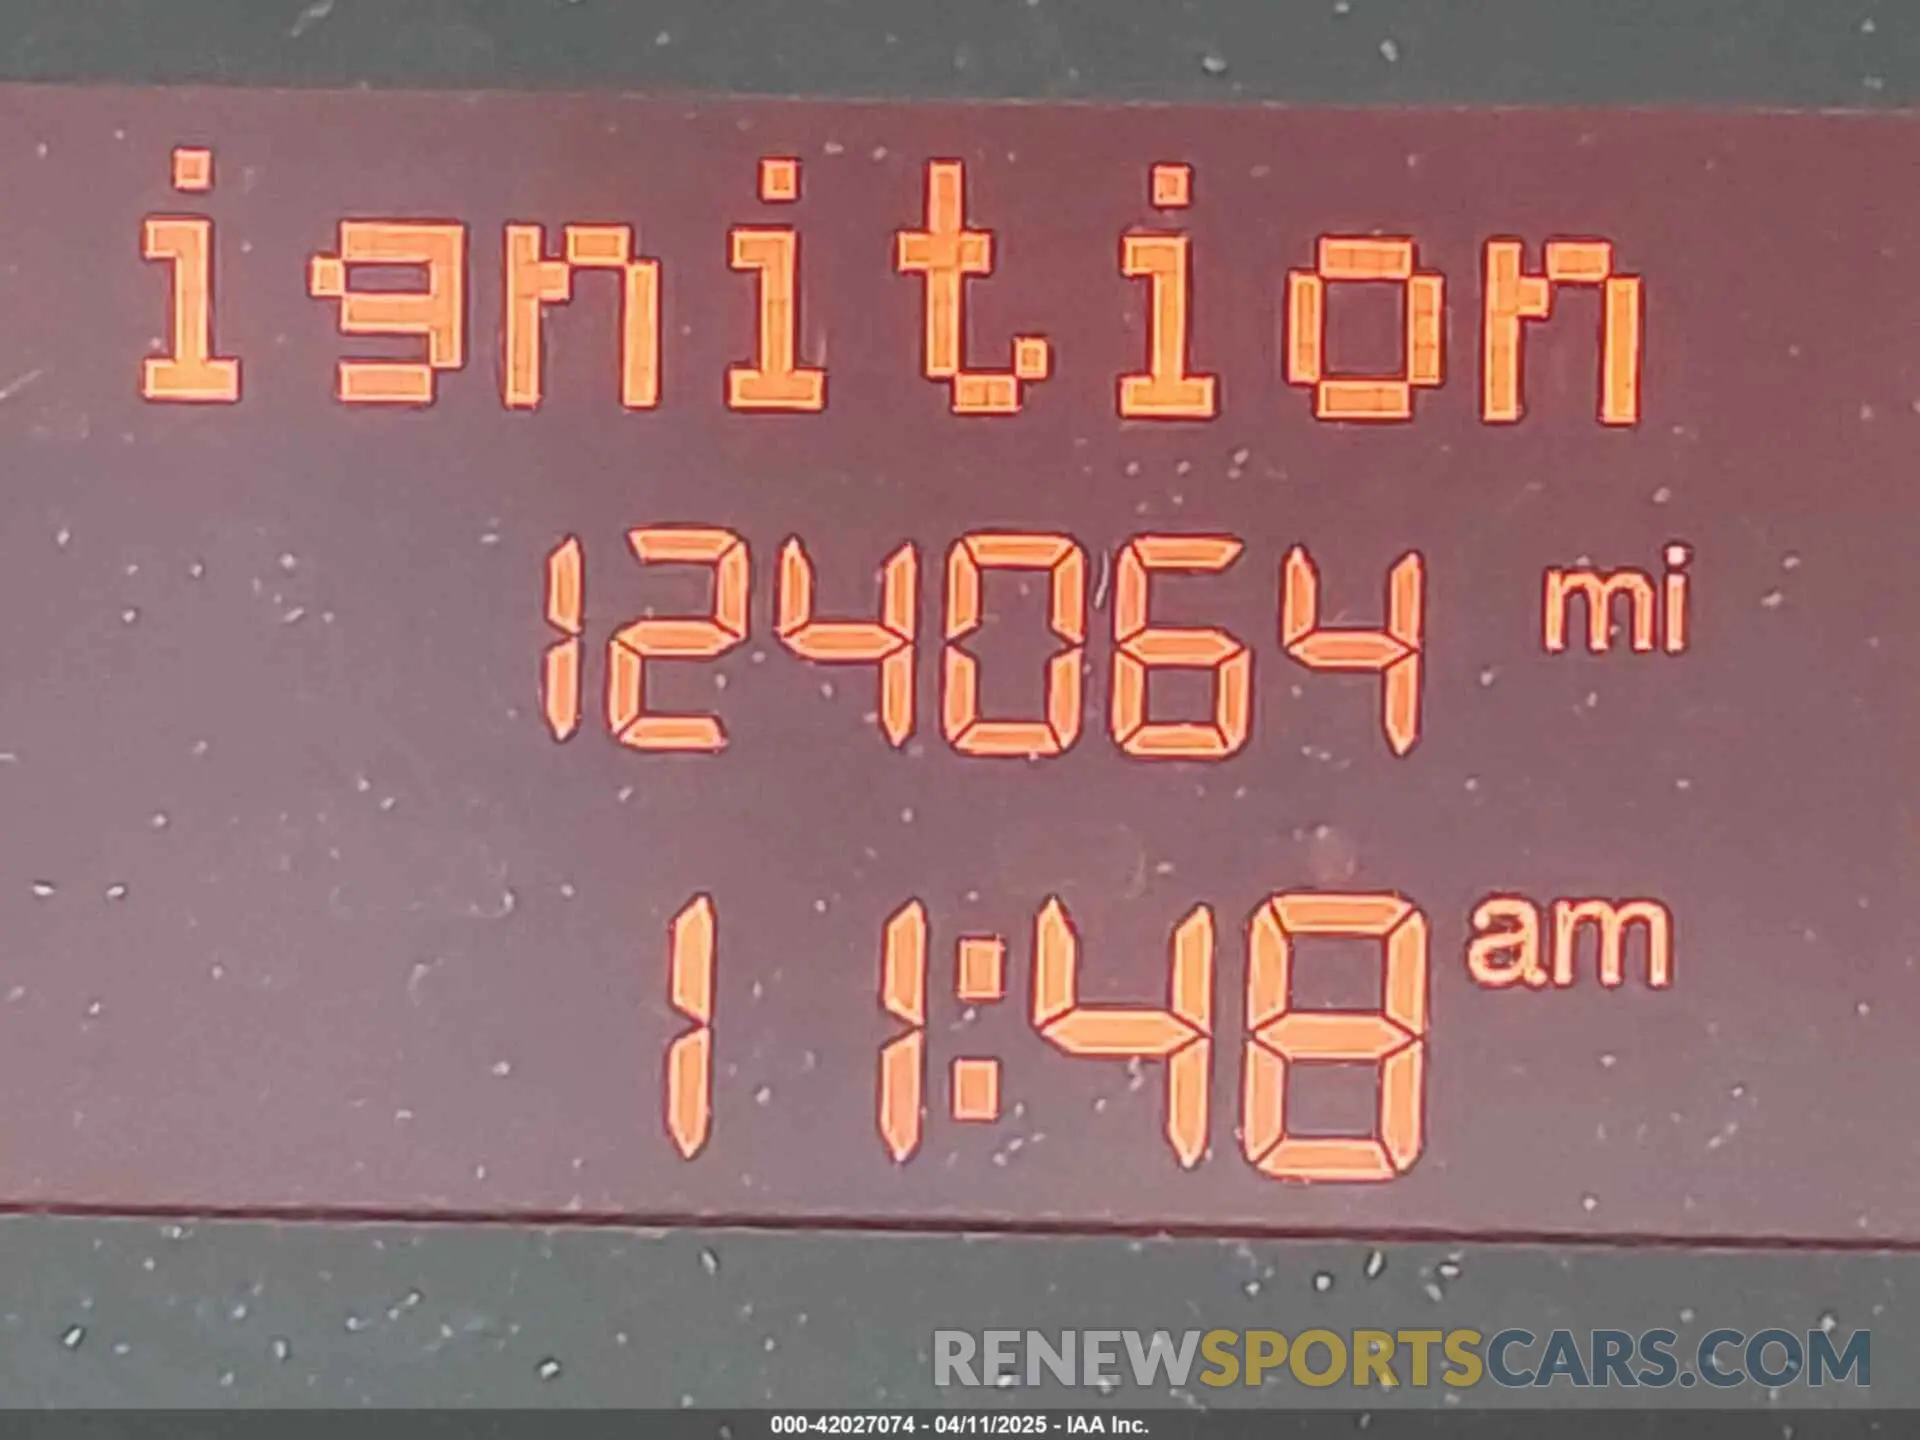 ignition
124064 mi
11:48 am
RENEWSPORTSCARS.COM
000-42027074 - 04/11/2025 - IAA Inc.